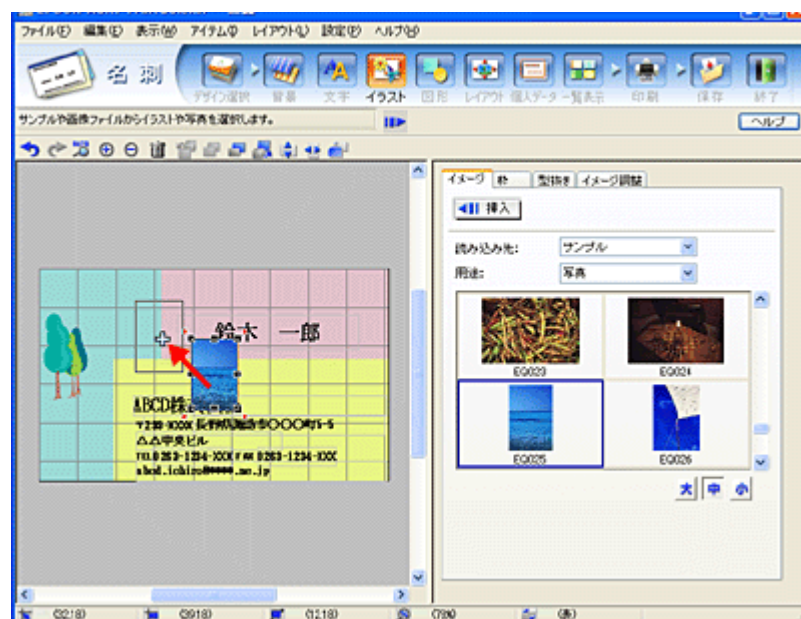 ファイル(F) 編集(E) 表示(W) アイテム(I) レイアウト(L) 設定(P) ヘルプ(H)
名刺
デザイン選択 背景 文字 イラスト 図形 レイアウト 個人データ 一覧表示 印刷 保存 終了
サンプルや画像ファイルからイラストや写真を選択します。
ヘルプ
イメージ 枠 型抜き イメージ調整
挿入
読み込み先: サンプル
用途: 写真
EQ023 EQ024
EQ025 EQ026
大 中 小
鈴木 一郎
ABCD株
△△中央ビル